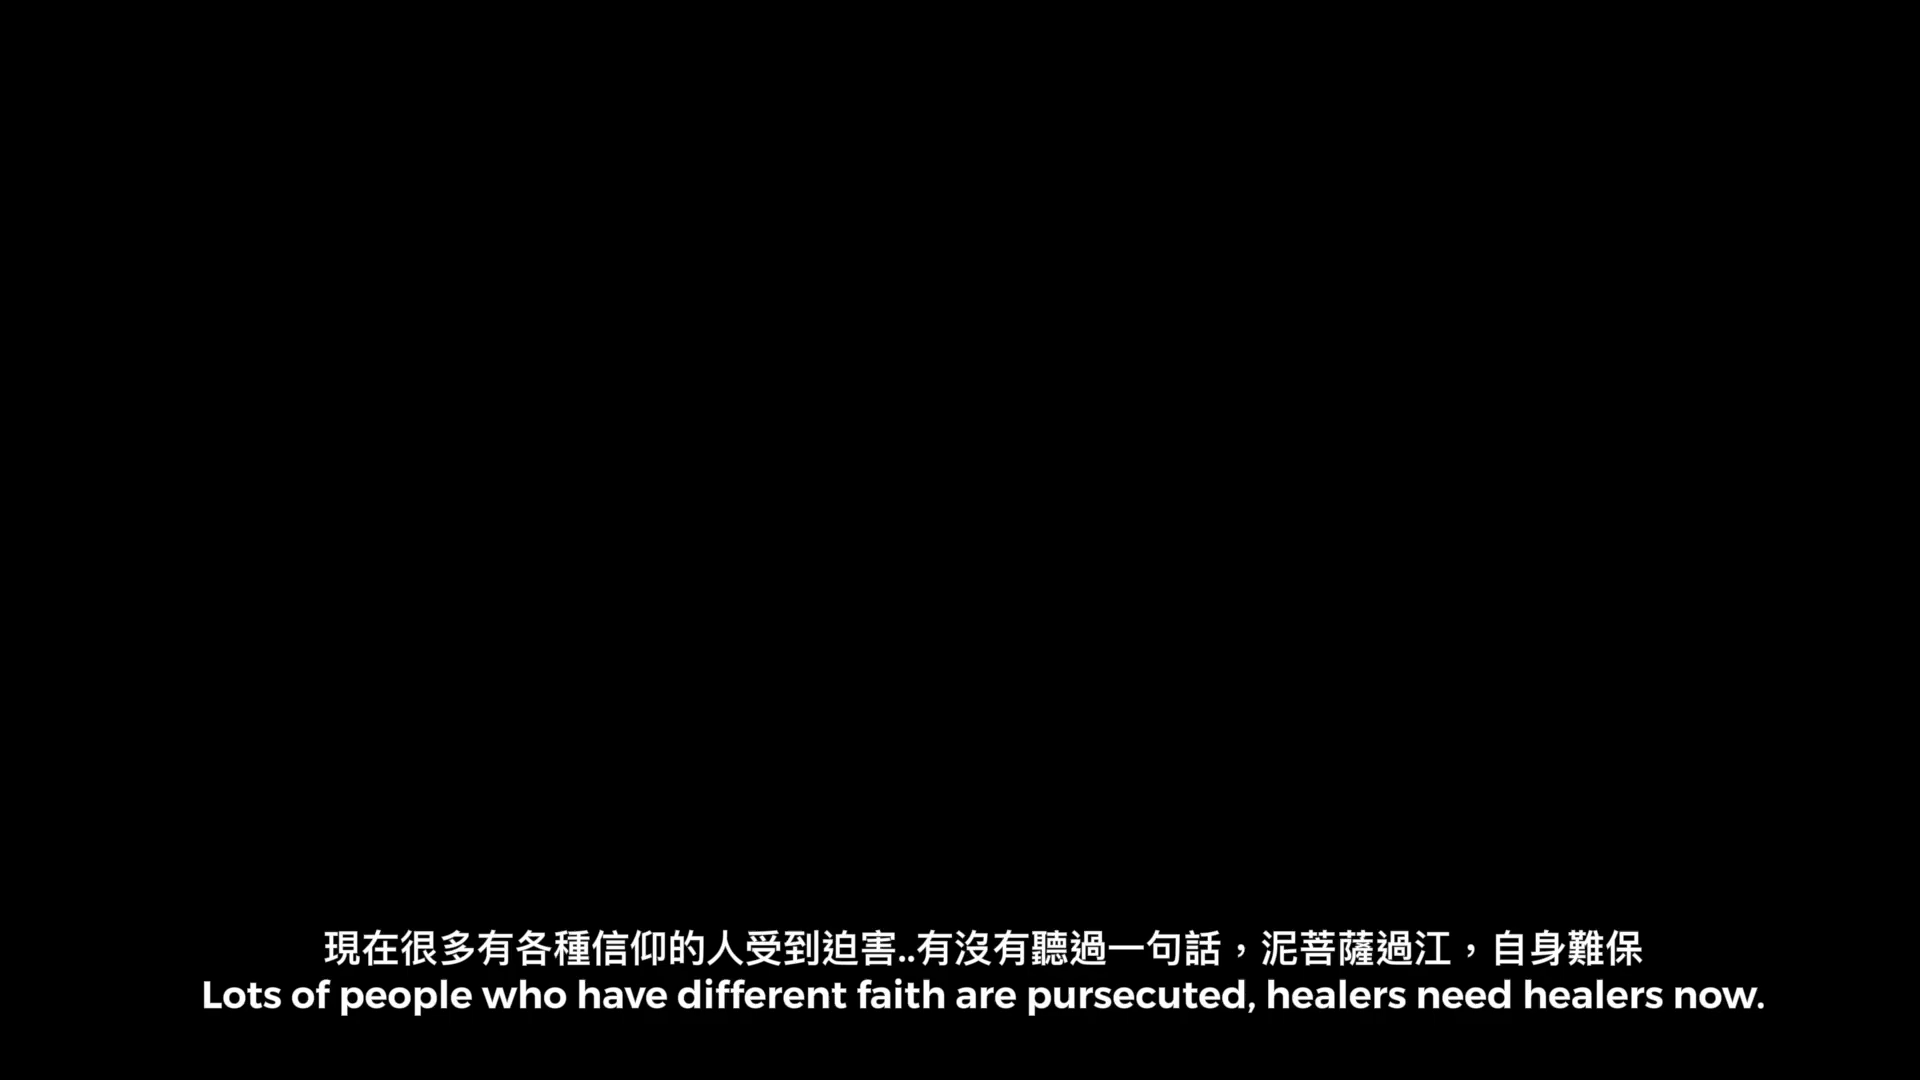 現在很多有各種信仰的人受到迫害..有沒有聽過一句話，泥菩薩過江，自身難保
Lots of people who have different faith are pursecuted, healers need healers now.